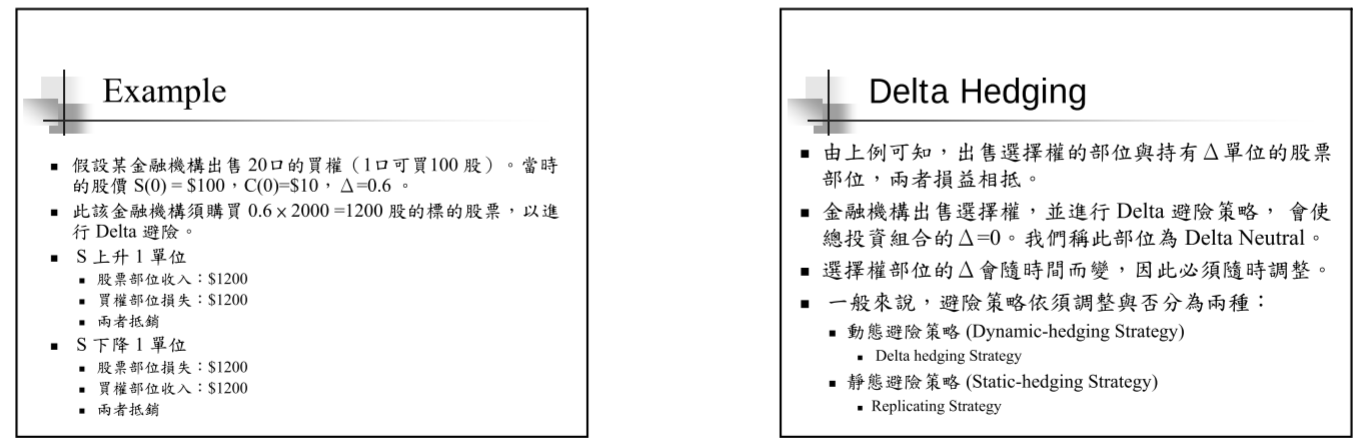 Example
假設某金融機構出售 20口的買權（1口可買100 股）。當時
的股價 S(0) = $100，C(0)=$10，Δ=0.6 。
此該金融機構須購買 0.6 × 2000 =1200 股的標的股票，以進
行 Delta 避險。
S 上升 1 單位
股票部位收入：$1200
買權部位損失：$1200
兩者抵銷
S 下降 1 單位
股票部位損失：$1200
買權部位收入：$1200
兩者抵銷
Delta Hedging
由上例可知，出售選擇權的部位與持有Δ單位的股票
部位，兩者損益相抵。
金融機構出售選擇權，並進行 Delta 避險策略， 會使
總投資組合的Δ=0。我們稱此部位為 Delta Neutral。
選擇權部位的Δ會隨時間而變，因此必須隨時調整。
一般來說，避險策略依須調整與否分為兩種：
動態避險策略 (Dynamic-hedging Strategy)
Delta hedging Strategy
靜態避險策略 (Static-hedging Strategy)
Replicating Strategy